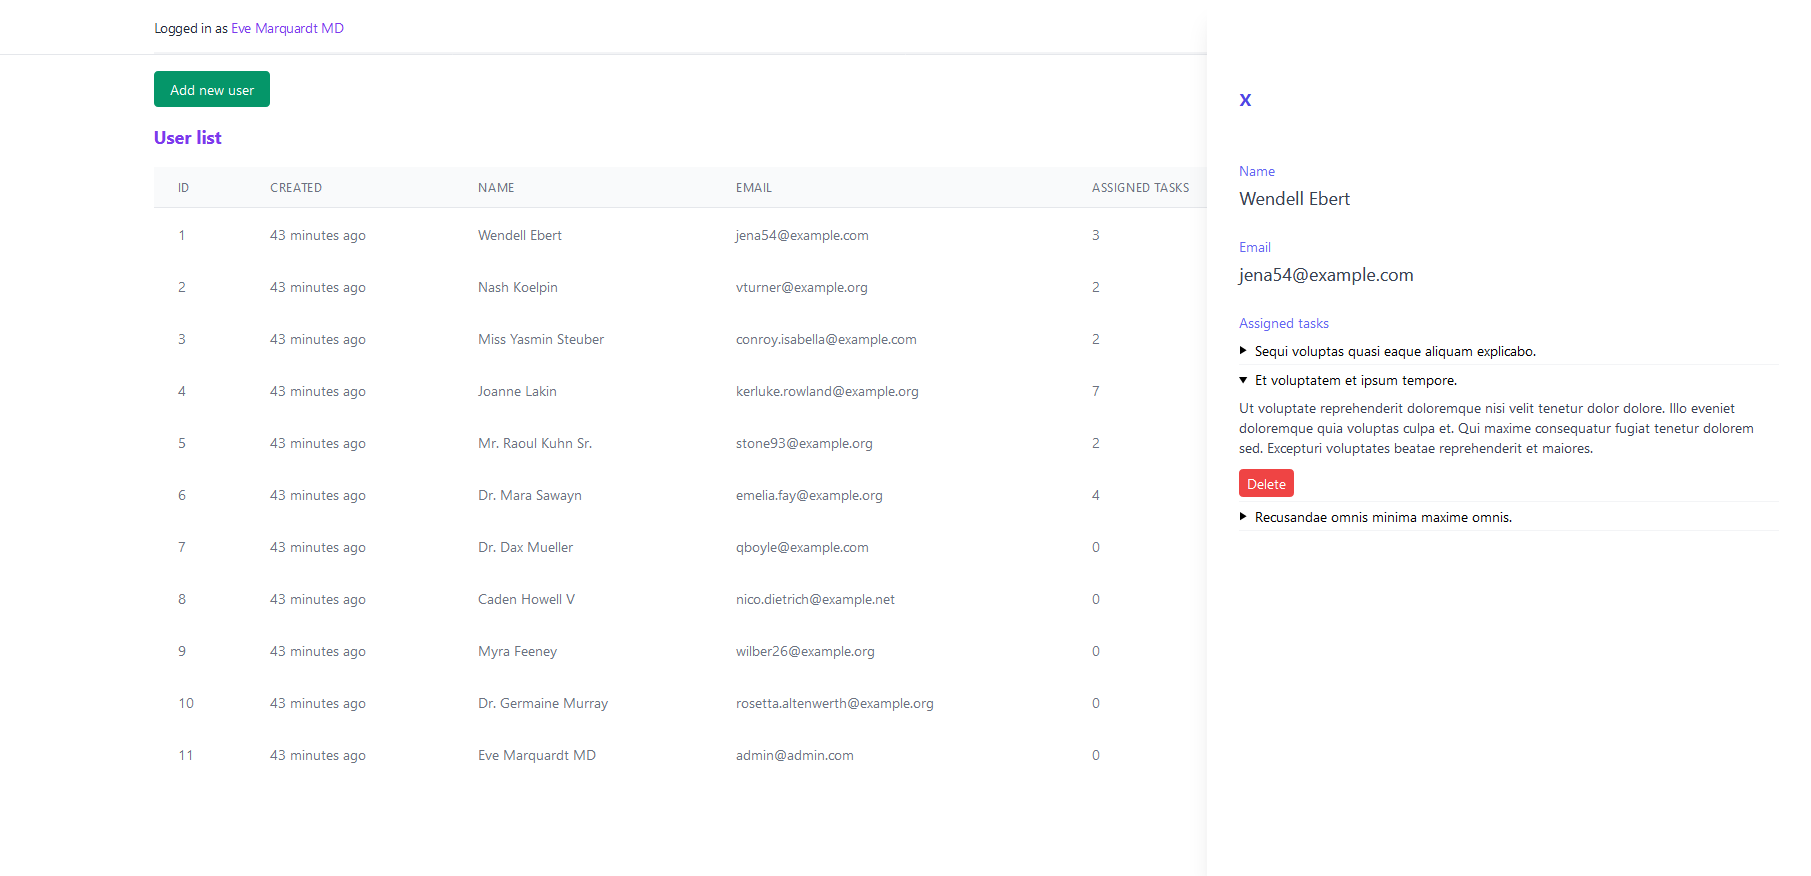 Logged in as Eve Marquardt MD
Add new user
User list
ID CREATED NAME EMAIL ASSIGNED TASKS
1 43 minutes ago Wendell Ebert jena54@example.com 3
2 43 minutes ago Nash Koelpin vturner@example.org 2
3 43 minutes ago Miss Yasmin Steuber conroy.isabella@example.com 2
4 43 minutes ago Joanne Lakin kerluke.rowland@example.org 7
5 43 minutes ago Mr. Raoul Kuhn Sr. stone93@example.org 2
6 43 minutes ago Dr. Mara Sawayn emelia.fay@example.org 4
7 43 minutes ago Dr. Dax Mueller qboyle@example.com 0
8 43 minutes ago Caden Howell V nico.dietrich@example.net 0
9 43 minutes ago Myra Feeney wilber26@example.org 0
10 43 minutes ago Dr. Germaine Murray rosetta.altenwerth@example.org 0
11 43 minutes ago Eve Marquardt MD admin@admin.com 0
X
Name
Wendell Ebert
Email
jena54@example.com
Assigned tasks
Sequi voluptas quasi eaque aliquam explicabo.
Et voluptatem et ipsum tempore.
Ut voluptate reprehenderit doloremque nisi velit tenetur dolor dolore. Illo eveniet
doloremque quia voluptas culpa et. Qui maxime consequatur fugiat tenetur dolorem
sed. Excepturi voluptates beatae reprehenderit et maiores.
Delete
Recusandae omnis minima maxime omnis.